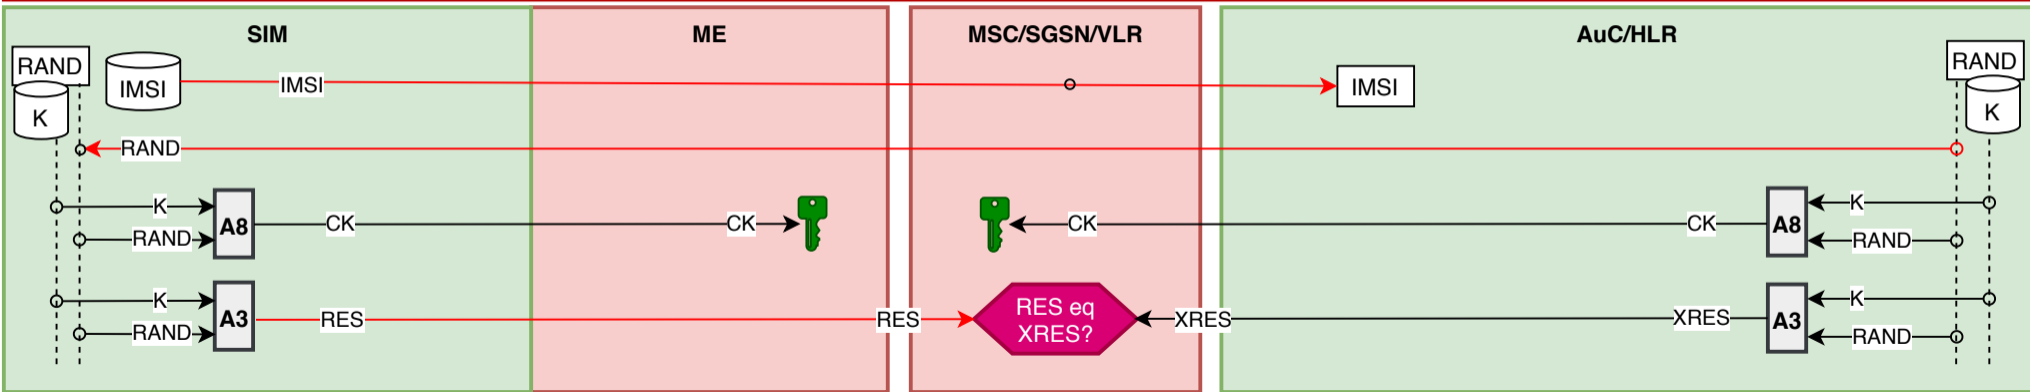 SIM
ME
MSC/SGSN/VLR
AuC/HLR
RAND
K
IMSI
IMSI
IMSI
RAND
K
RAND
K
RAND
A8
CK
CK
CK
CK
A8
K
RAND
K
RAND
A3
RES
RES
RES eq
XRES?
XRES
XRES
A3
K
RAND